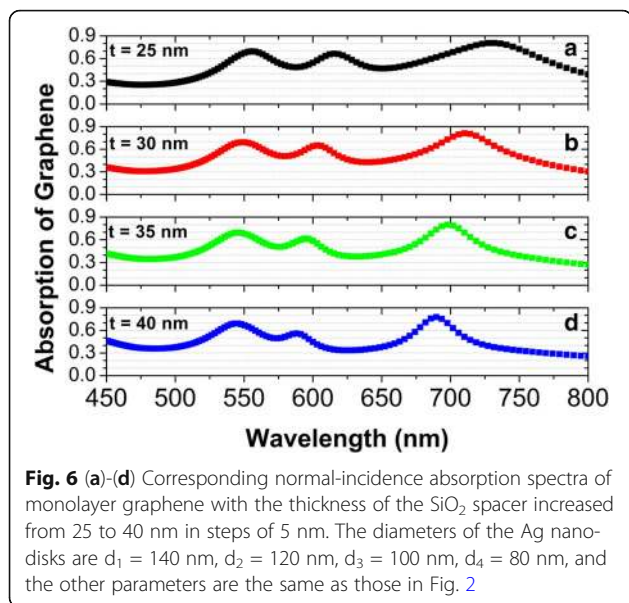 0.9
0.6
0.3
0.0
t = 25 nm
a
0.9
0.6
0.3
0.0
t = 30 nm
b
0.9
0.6
0.3
0.0
t = 35 nm
c
0.9
0.6
0.3
0.0
t = 40 nm
d
Absorption of Graphene
450 500 550 600 650 700 750 800
Wavelength (nm)
Fig. 6 (a)-(d) Corresponding normal-incidence absorption spectra of
monolayer graphene with the thickness of the SiO₂ spacer increased
from 25 to 40 nm in steps of 5 nm. The diameters of the Ag nano-
disks are d₁ = 140 nm, d₂ = 120 nm, d₃ = 100 nm, d₄ = 80 nm, and
the other parameters are the same as those in Fig. 2